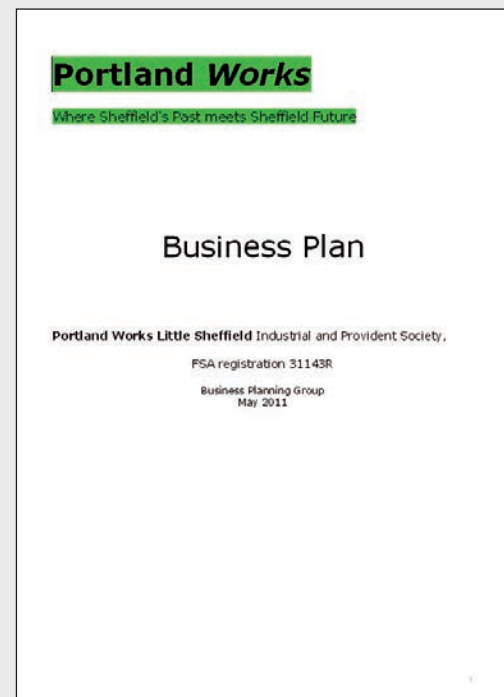 Portland Works
Where Sheffield's Past meets Sheffield Future
Business Plan
Portland Works Little Sheffield Industrial and Provident Society,
FSA registration 31143R
Business Planning Group
May 2011
1